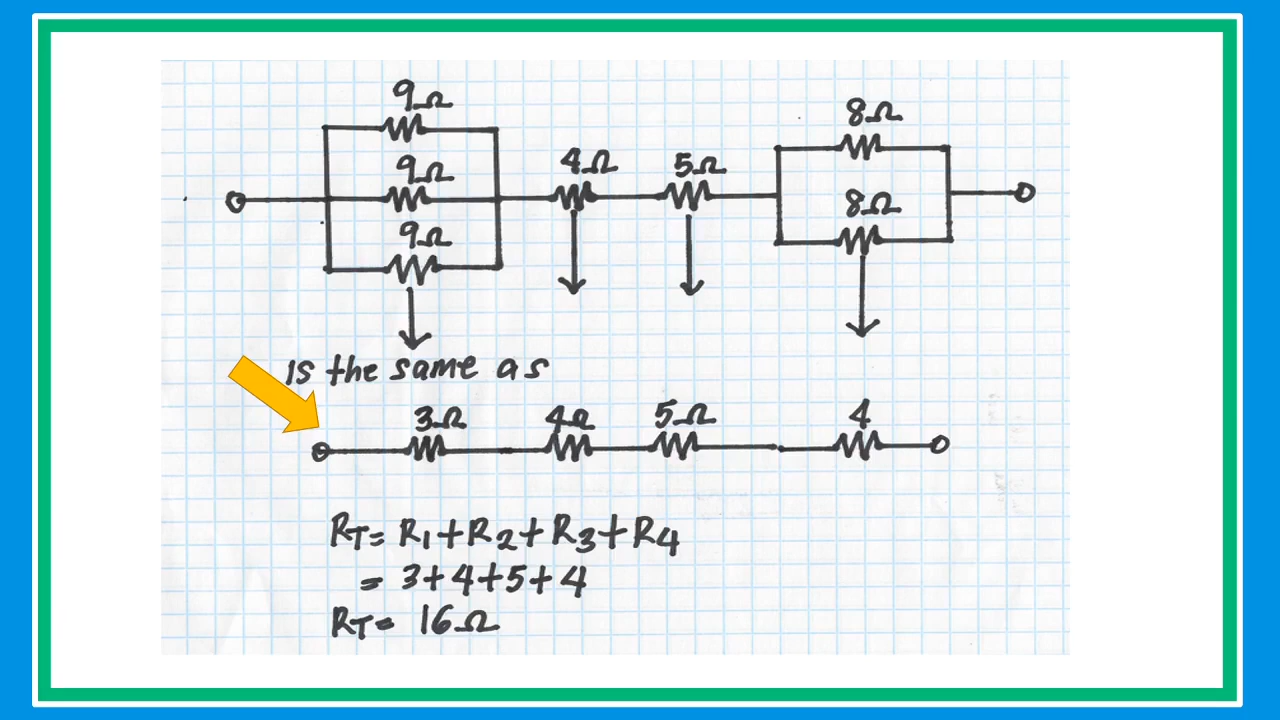 9Ω
9Ω
9Ω
4Ω
5Ω
8Ω
8Ω
is the same as
3Ω
4Ω
5Ω
4
RT= R1+R2+R3+R4
= 3+4+5+4
RT= 16Ω